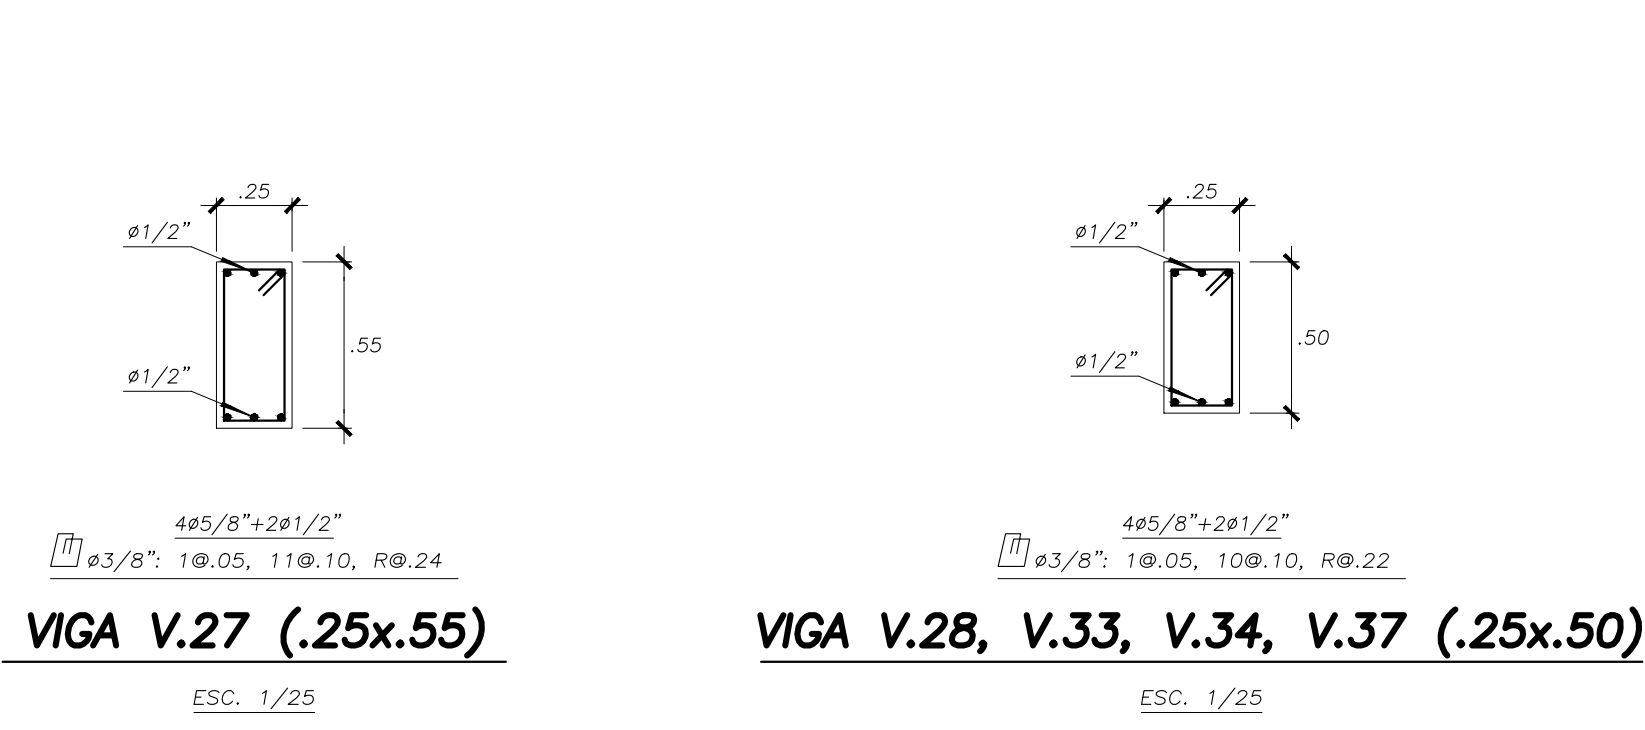 .25
ø1/2”
.55
ø1/2”
4ø5/8”+2ø1/2”
ø3/8”: 1@.05, 11@.10, R@.24
VIGA V.27 (.25x.55)
ESC. 1/25
.25
ø1/2”
.50
ø1/2”
4ø5/8”+2ø1/2”
ø3/8”: 1@.05, 10@.10, R@.22
VIGA V.28, V.33, V.34, V.37 (.25x.50)
ESC. 1/25